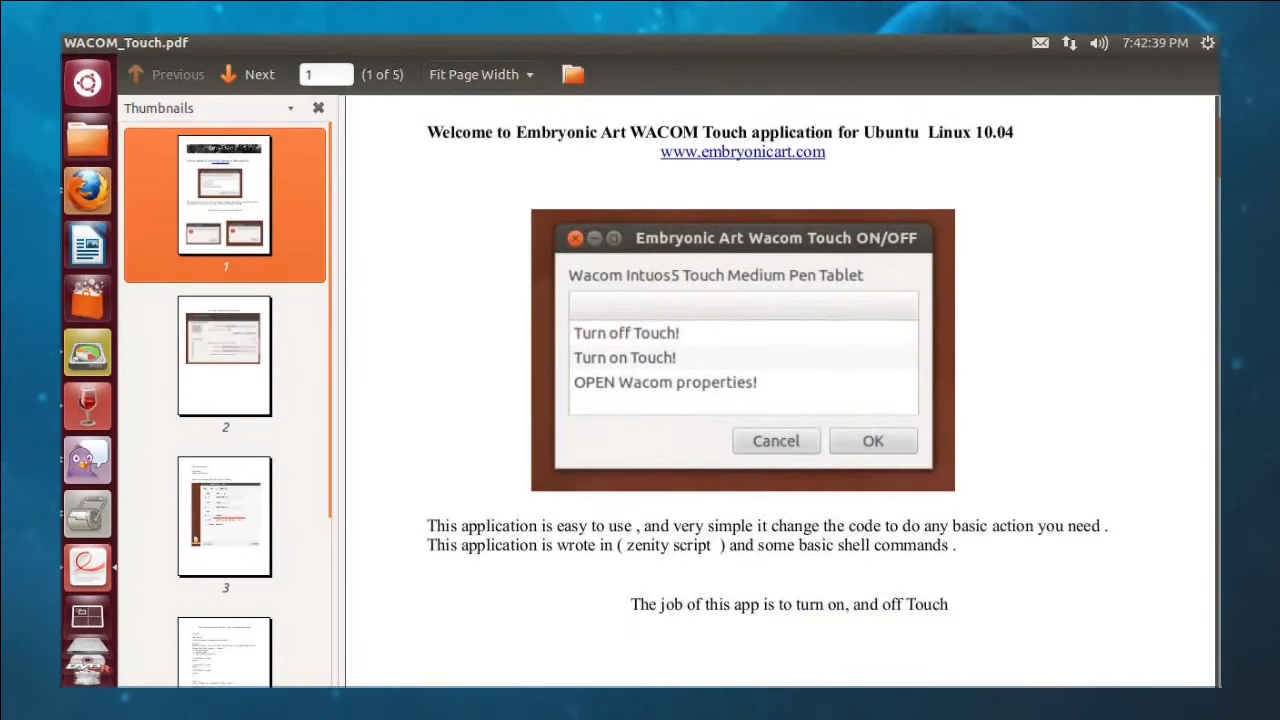 WACOM_Touch.pdf
7:42:39 PM
Previous
Next
1
(1 of 5)
Fit Page Width
Thumbnails
1
2
3
Welcome to Embryonic Art WACOM Touch application for Ubuntu  Linux 10.04
www.embryonicart.com
Embryonic Art Wacom Touch ON/OFF
Wacom Intuos5 Touch Medium Pen Tablet
Turn off Touch!
Turn on Touch!
OPEN Wacom properties!
Cancel
OK
This application is easy to use , and very simple it change the code to do any basic action you need .
This application is wrote in ( zenity script  ) and some basic shell commands .
The job of this app is to turn on, and off Touch